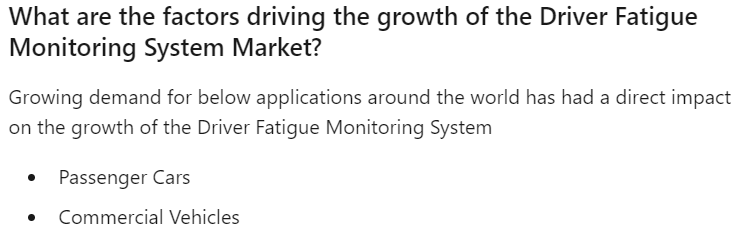 What are the factors driving the growth of the Driver Fatigue
Monitoring System Market?
Growing demand for below applications around the world has had a direct impact
on the growth of the Driver Fatigue Monitoring System
• Passenger Cars
• Commercial Vehicles